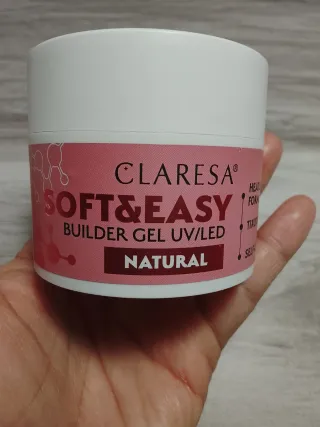 CLARESA®
SOFT&EASY
BUILDER GEL UV/LED
NATURAL